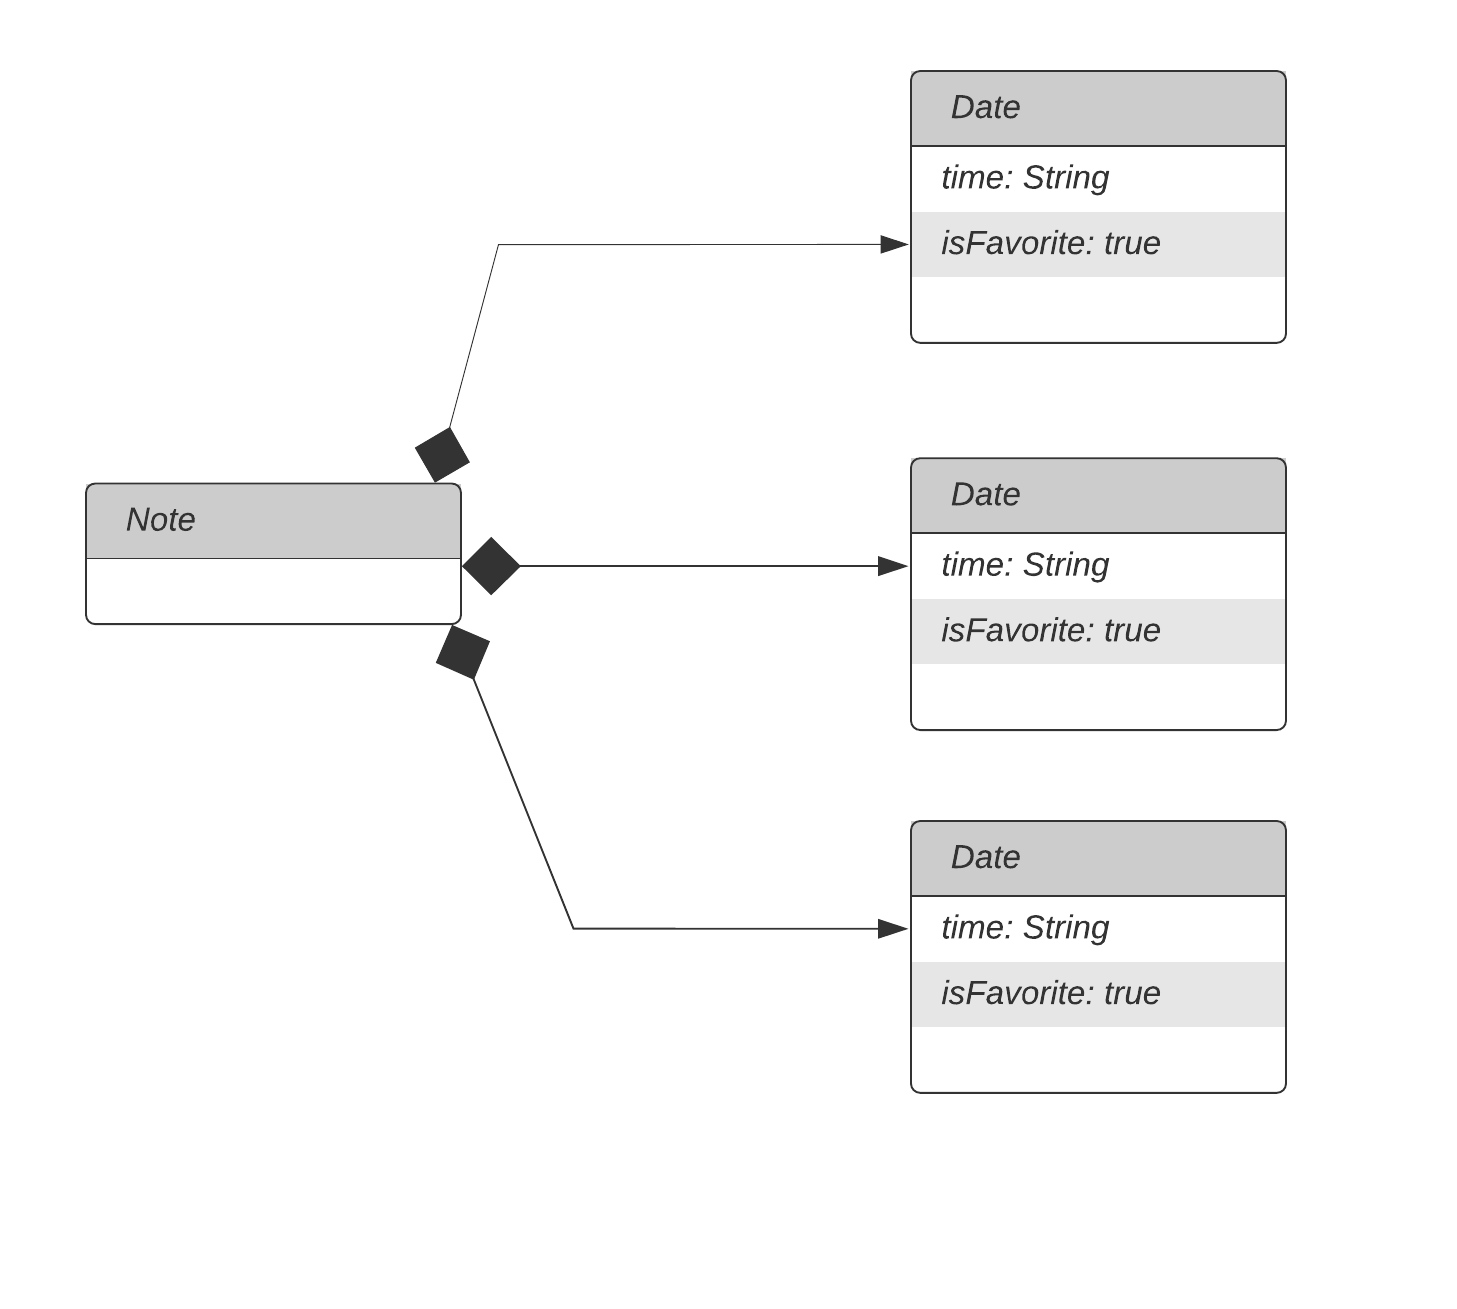 Note
Date
time: String
isFavorite: true
Date
time: String
isFavorite: true
Date
time: String
isFavorite: true